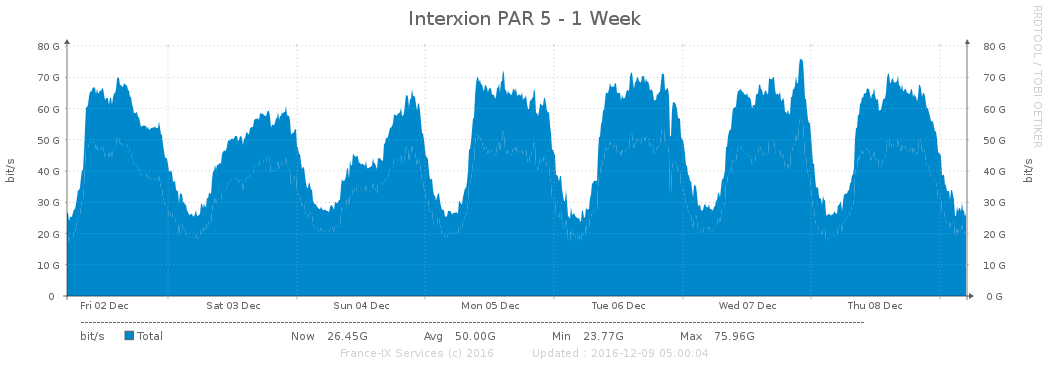 Interxion PAR 5 - 1 Week
RRDTOOL / TOBI OETIKER
80 G 80 G
70 G 70 G
60 G 60 G
50 G 50 G
40 G 40 G
30 G 30 G
20 G 20 G
10 G 10 G
0 0 G
bit/s
bit/s
Fri 02 Dec Sat 03 Dec Sun 04 Dec Mon 05 Dec Tue 06 Dec Wed 07 Dec Thu 08 Dec
bit/s Total Now 26.45G Avg 50.00G Min 23.77G Max 75.96G
France-IX Services (c) 2016 Updated : 2016-12-09 05:00:04